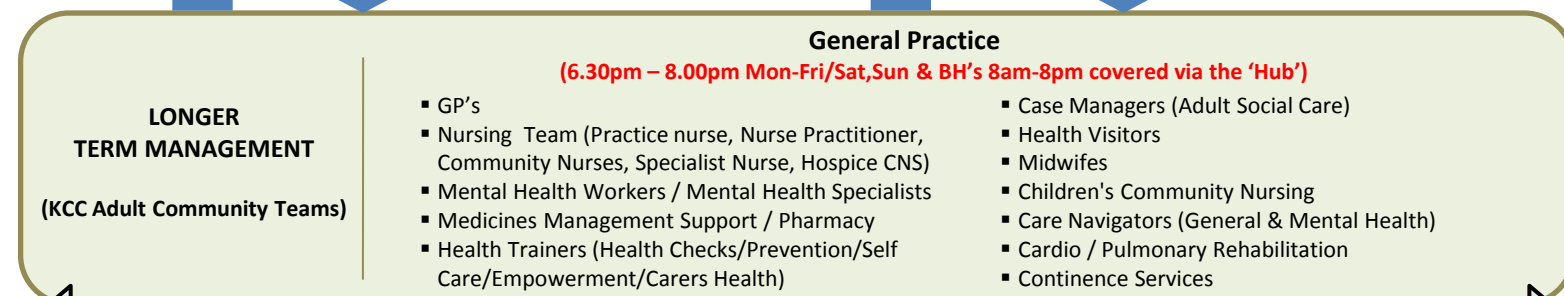 General Practice
(6.30pm – 8.00pm Mon-Fri/Sat,Sun & BH's 8am-8pm covered via the 'Hub')
LONGER
TERM MANAGEMENT
(KCC Adult Community Teams)
▪ GP's
▪ Nursing Team (Practice nurse, Nurse Practitioner,
Community Nurses, Specialist Nurse, Hospice CNS)
▪ Mental Health Workers / Mental Health Specialists
▪ Medicines Management Support / Pharmacy
▪ Health Trainers (Health Checks/Prevention/Self
Care/Empowerment/Carers Health)
▪ Case Managers (Adult Social Care)
▪ Health Visitors
▪ Midwifes
▪ Children's Community Nursing
▪ Care Navigators (General & Mental Health)
▪ Cardio / Pulmonary Rehabilitation
▪ Continence Services